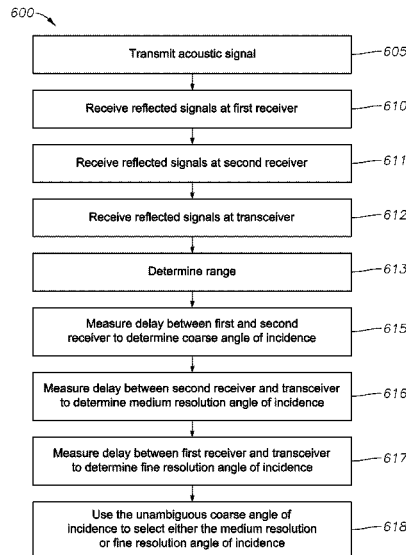 600
Transmit acoustic signal
605
Receive reflected signals at first receiver
610
Receive reflected signals at second receiver
611
Receive reflected signals at transceiver
612
Determine range
613
Measure delay between first and second
receiver to determine coarse angle of incidence
615
Measure delay between second receiver and transceiver
to determine medium resolution angle of incidence
616
Measure delay between first receiver and transceiver
to determine fine resolution angle of incidence
617
Use the unambiguous coarse angle of
incidence to select either the medium resolution
or fine resolution angle of incidence
618